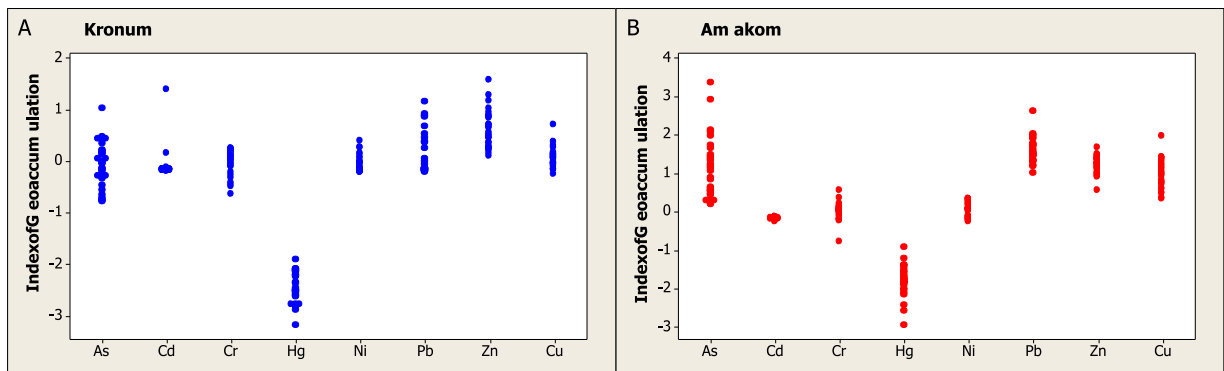 A
Kronum
IndexofG eoaccum ulation
2
1
0
-1
-2
-3
As Cd Cr Hg Ni Pb Zn Cu
B
Am akom
IndexofG eoaccum ulation
4
3
2
1
0
-1
-2
-3
As Cd Cr Hg Ni Pb Zn Cu